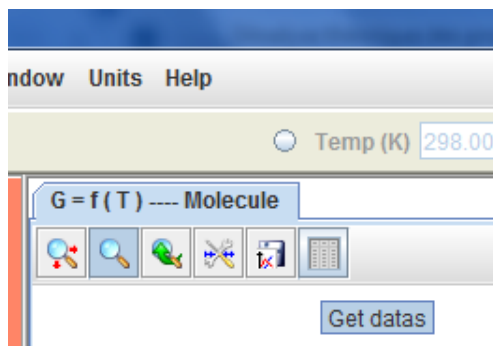 ndow Units Help
Temp (K) 298.00
G = f ( T ) ---- Molecule
Get datas